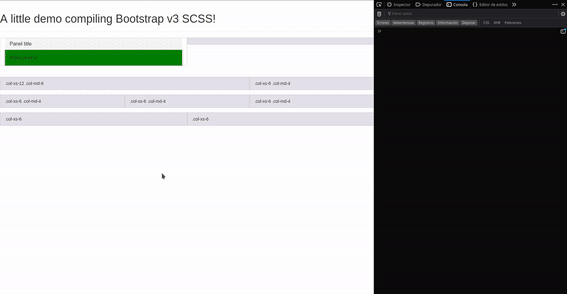 A little demo compiling Bootstrap v3 SCSS!
Panel title
.col-xs-12 .col-md-8
.col-xs-6 .col-md-4
.col-xs-6 .col-md-4
.col-xs-6 .col-md-4
.col-xs-6 .col-md-4
.col-xs-6
.col-xs-6
Inspector
Depurador
Consola
Editor de estilos
Errores
Advertencias
Registros
Información
Depurar
CSS
XHR
Peticiones